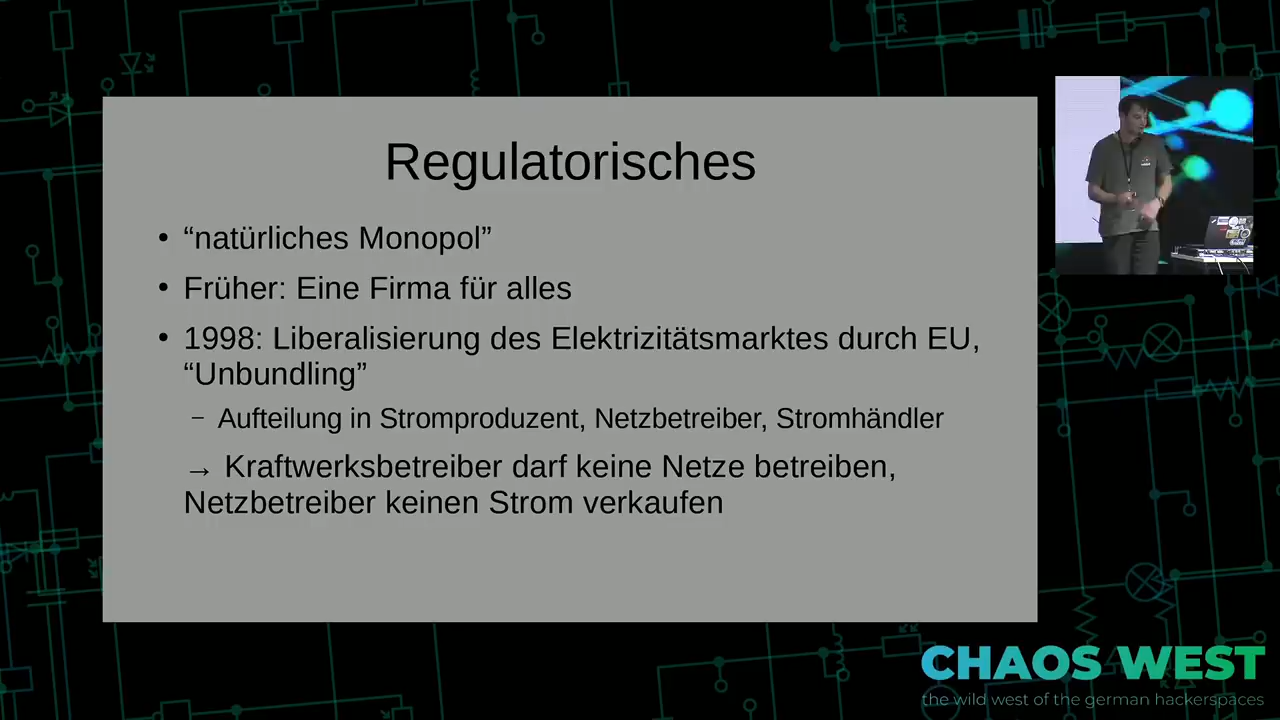 Regulatorisches
• “natürliches Monopol”
• Früher: Eine Firma für alles
• 1998: Liberalisierung des Elektrizitätsmarktes durch EU,
“Unbundling”
– Aufteilung in Stromproduzent, Netzbetreiber, Stromhändler
→ Kraftwerksbetreiber darf keine Netze betreiben,
Netzbetreiber keinen Strom verkaufen
CHAOS WEST
the wild west of the german hackerspaces